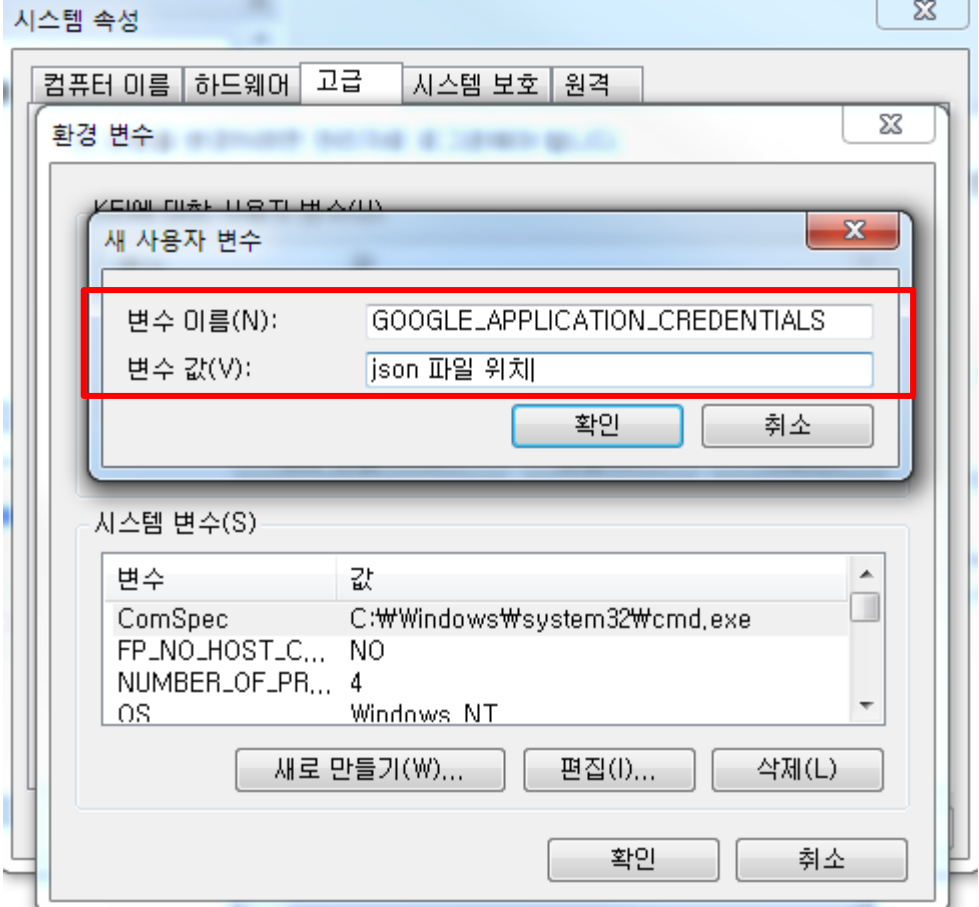 시스템 속성
컴퓨터 이름 하드웨어 고급 시스템 보호 원격
환경 변수
새 사용자 변수
변수 이름(N): GOOGLE_APPLICATION_CREDENTIALS
변수 값(V): json 파일 위치
확인 취소
시스템 변수(S)
변수 값
ComSpec C:₩Windows₩system32₩cmd.exe
FP_NO_HOST_C... NO
NUMBER_OF_PR... 4
OS Windows_NT
새로 만들기(W)... 편집(I)... 삭제(L)
확인 취소